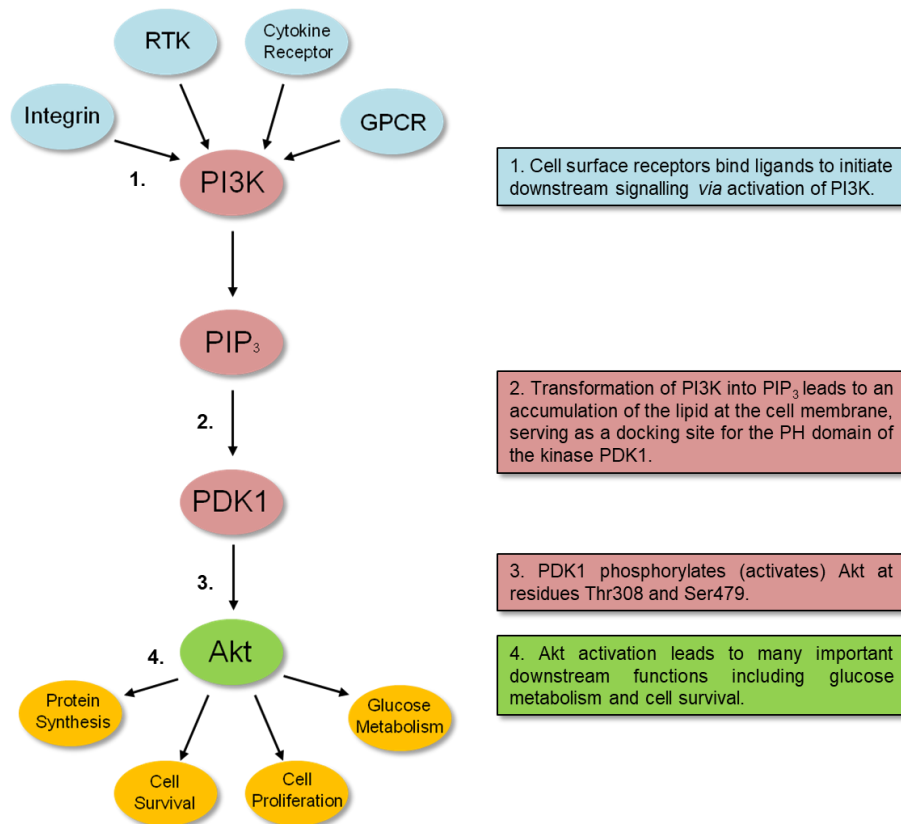 RTK
Cytokine
Receptor
Integrin
GPCR
1.
PI3K
1. Cell surface receptors bind ligands to initiate
downstream signalling via activation of PI3K.
PIP₃
2.
2. Transformation of PI3K into PIP₃ leads to an
accumulation of the lipid at the cell membrane,
serving as a docking site for the PH domain of
the kinase PDK1.
PDK1
3.
3. PDK1 phosphorylates (activates) Akt at
residues Thr308 and Ser479.
4.
Akt
4. Akt activation leads to many important
downstream functions including glucose
metabolism and cell survival.
Protein
Synthesis
Glucose
Metabolism
Cell
Survival
Cell
Proliferation